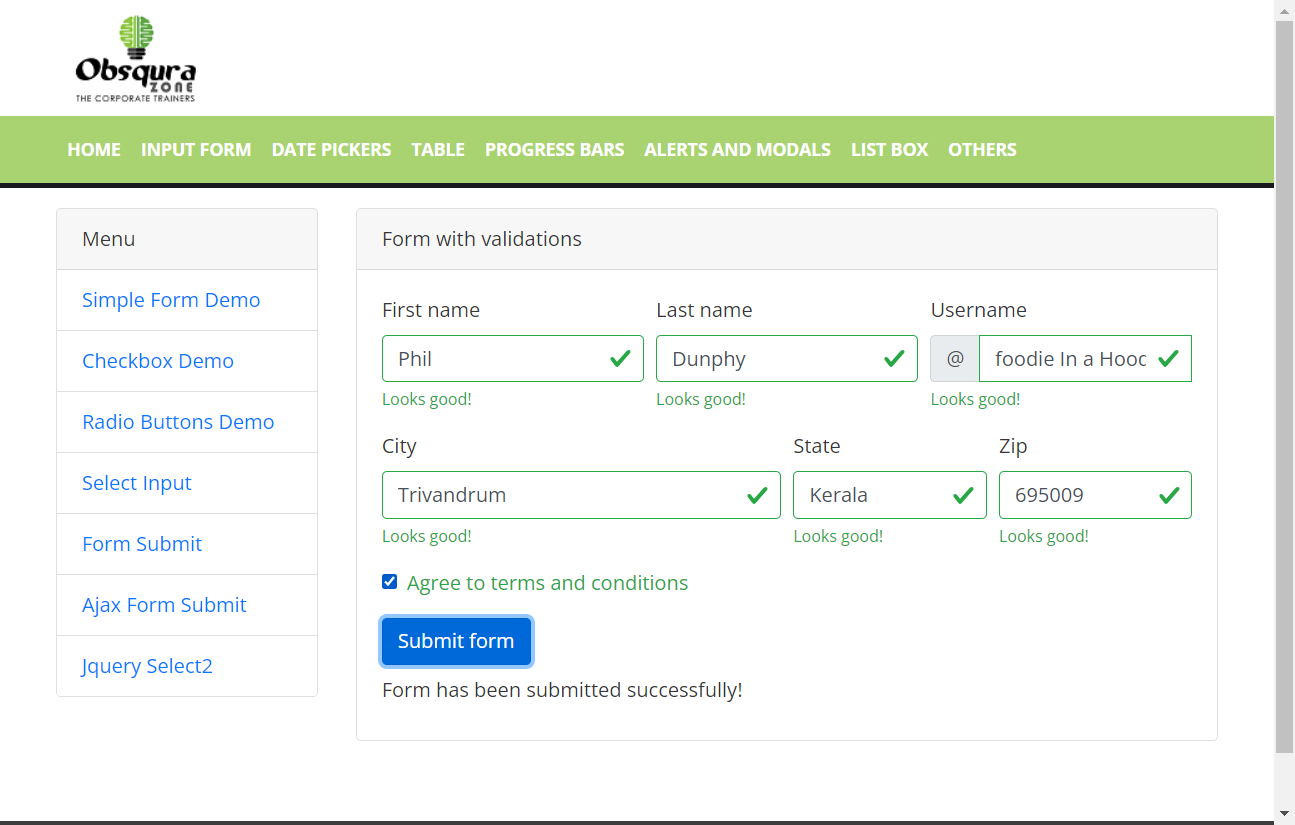 Obsqura
ZONE
THE CORPORATE TRAINERS
HOME INPUT FORM DATE PICKERS TABLE PROGRESS BARS ALERTS AND MODALS LIST BOX OTHERS
Menu
Simple Form Demo
Checkbox Demo
Radio Buttons Demo
Select Input
Form Submit
Ajax Form Submit
Jquery Select2
Form with validations
First name Last name Username
Phil Dunphy @ foodie In a
Looks good! Looks good! Looks good!
City State Zip
Trivandrum Kerala 695009
Looks good! Looks good! Looks good!
Agree to terms and conditions
Submit form
Form has been submitted successfully!